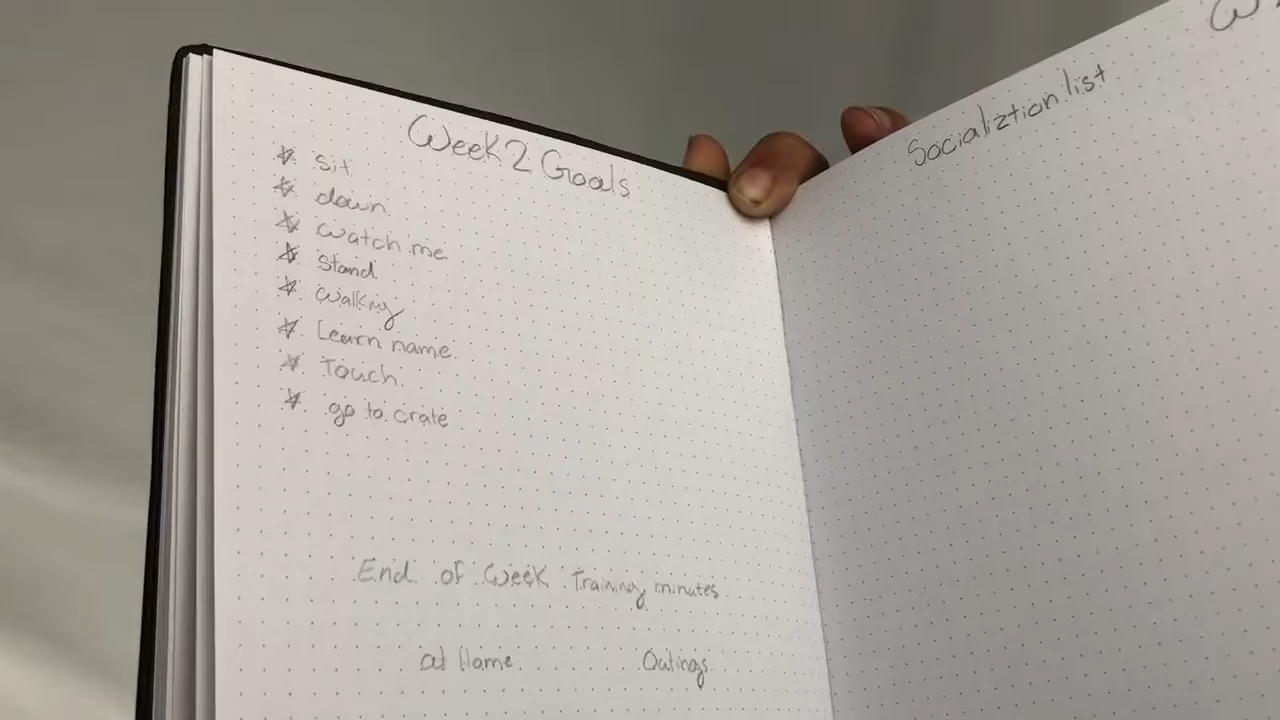 Week 2 Goals
Sit
down
watch me
Stand
Walking
Learn name
Touch
go to crate
End of Week Training minutes
at Home Outings
Socializtion list